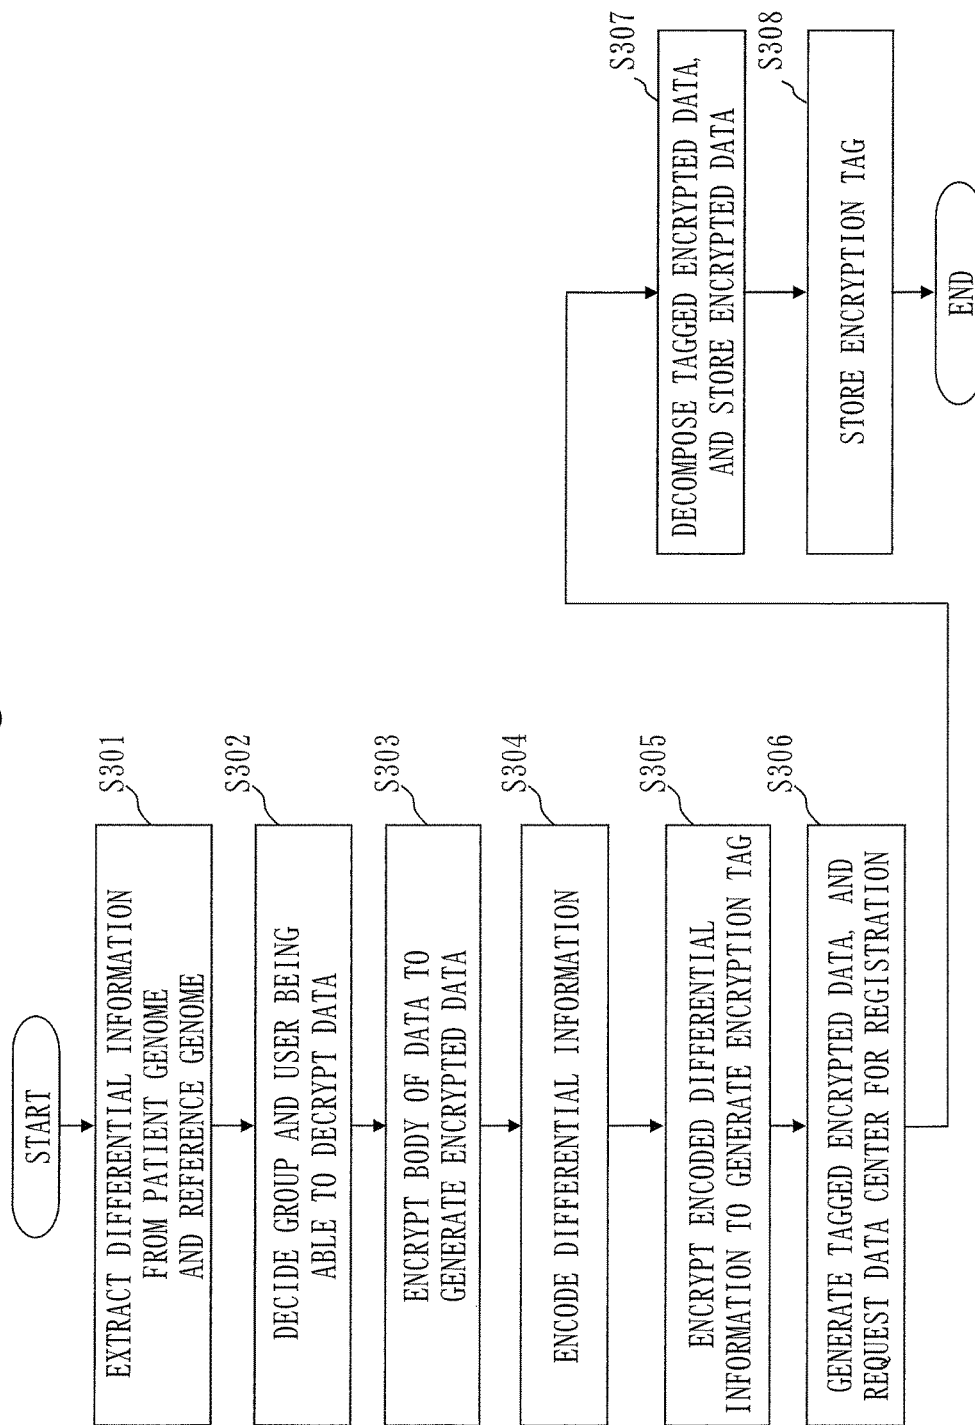 START
EXTRACT DIFFERENTIAL INFORMATION
FROM PATIENT GENOME
AND REFERENCE GENOME
S301
DECIDE GROUP AND USER BEING
ABLE TO DECRYPT DATA
S302
ENCRYPT BODY OF DATA TO
GENERATE ENCRYPTED DATA
S303
ENCODE DIFFERENTIAL INFORMATION
S304
ENCRYPT ENCODED DIFFERENTIAL
INFORMATION TO GENERATE ENCRYPTION TAG
S305
GENERATE TAGGED ENCRYPTED DATA, AND
REQUEST DATA CENTER FOR REGISTRATION
S306
DECOMPOSE TAGGED ENCRYPTED DATA,
AND STORE ENCRYPTED DATA
S307
STORE ENCRYPTION TAG
S308
END